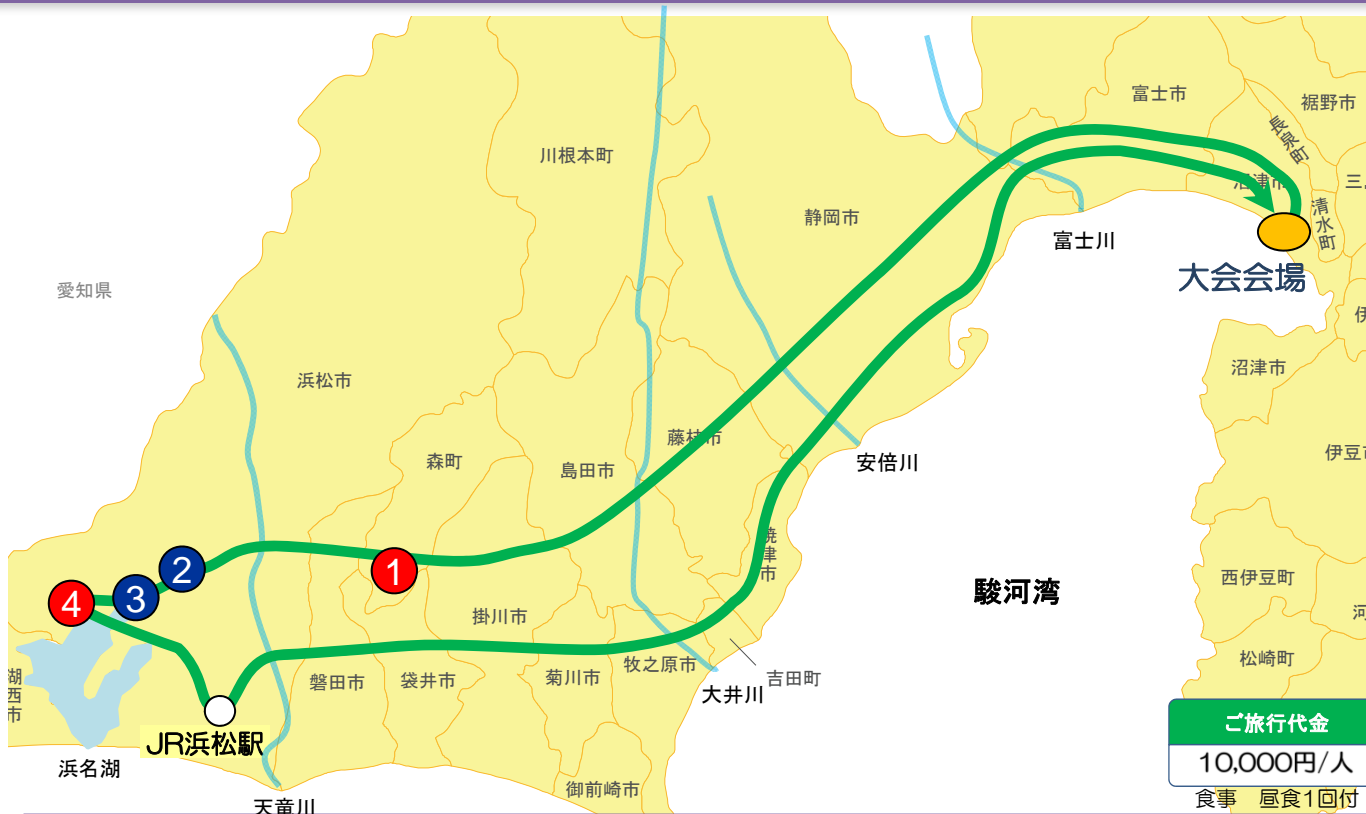 富士市
裾野市
長泉町
川根本町
沼津市
三島
清水町
静岡市
富士川
大会会場
愛知県
伊
沼津市
浜松市
藤枝市
伊豆市
森町
島田市
安倍川
焼津市
2
1
西伊豆町
3
4
駿河湾
河
掛川市
松崎町
牧之原市
湖西市
磐田市
袋井市
菊川市
吉田町
大井川
JR浜松駅
ご旅行代金
浜名湖
10,000円/人
御前崎市
食事 昼食1回付
天竜川